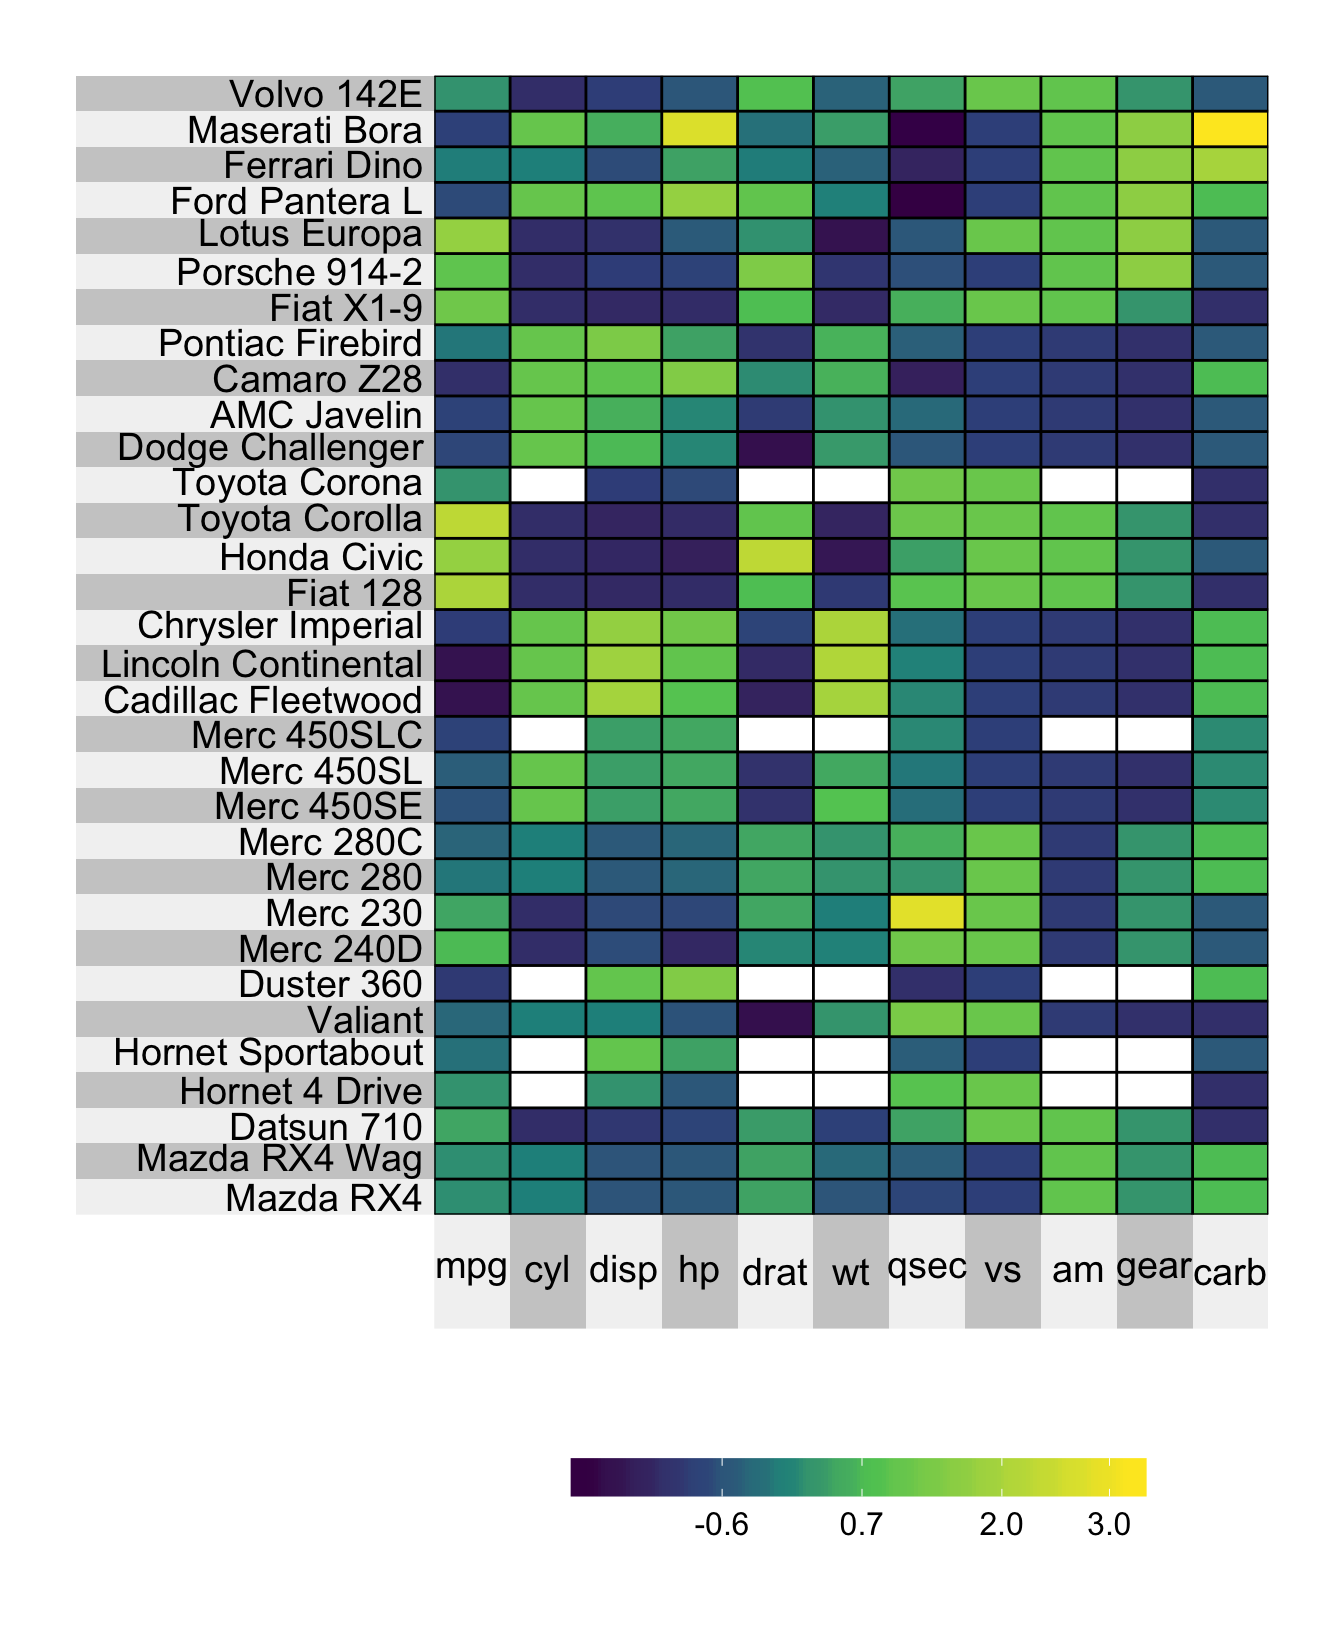 Volvo 142E
Maserati Bora
Ferrari Dino
Ford Pantera L
Lotus Europa
Porsche 914-2
Fiat X1-9
Pontiac Firebird
Camaro Z28
AMC Javelin
Dodge Challenger
Toyota Corona
Toyota Corolla
Honda Civic
Fiat 128
Chrysler Imperial
Lincoln Continental
Cadillac Fleetwood
Merc 450SLC
Merc 450SL
Merc 450SE
Merc 280C
Merc 280
Merc 230
Merc 240D
Duster 360
Valiant
Hornet Sportabout
Hornet 4 Drive
Datsun 710
Mazda RX4 Wag
Mazda RX4
mpg cyl disp hp drat wt qsec vs am gear carb
-0.6 0.7 2.0 3.0